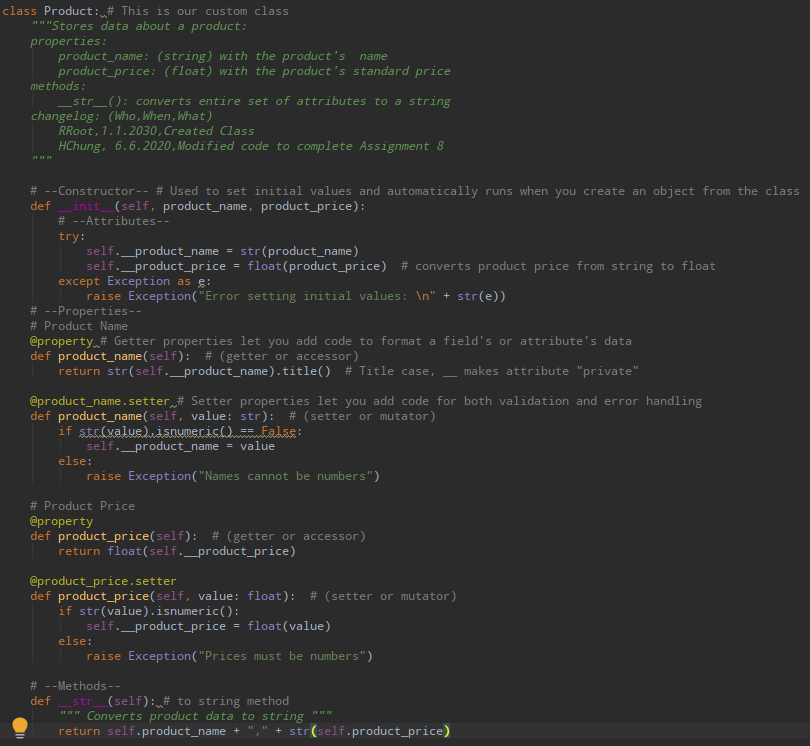 class Product: # This is our custom class
    """Stores data about a product:
    properties:
        product_name: (string) with the product's  name
        product_price: (float) with the product's standard price
    methods:
        __str__(): converts entire set of attributes to a string
    changelog: (Who,When,What)
        RRoot,1.1.2030,Created Class
        HChung, 6.6.2020,Modified code to complete Assignment 8
    """
    # --Constructor-- # Used to set initial values and automatically runs when you create an object from the class
    def __init__(self, product_name, product_price):
        # --Attributes--
        try:
            self.__product_name = str(product_name)
            self.__product_price = float(product_price)  # converts product price from string to float
        except Exception as e:
            raise Exception("Error setting initial values: \n" + str(e))
    # --Properties--
    # Product Name
    @property # Getter properties let you add code to format a field's or attribute's data
    def product_name(self):  # (getter or accessor)
        return str(self.__product_name).title()  # Title case, __ makes attribute "private"
    @product_name.setter # Setter properties let you add code for both validation and error handling
    def product_name(self, value: str):  # (setter or mutator)
        if str(value).isnumeric() == False:
            self.__product_name = value
        else:
            raise Exception("Names cannot be numbers")
    # Product Price
    @property
    def product_price(self):  # (getter or accessor)
        return float(self.__product_price)
    @product_price.setter
    def product_price(self, value: float):  # (setter or mutator)
        if str(value).isnumeric():
            self.__product_price = float(value)
        else:
            raise Exception("Prices must be numbers")
    # --Methods--
    def __str__(self): # to string method
        """ Converts product data to string """
        return self.product_name + "," + str(self.product_price)